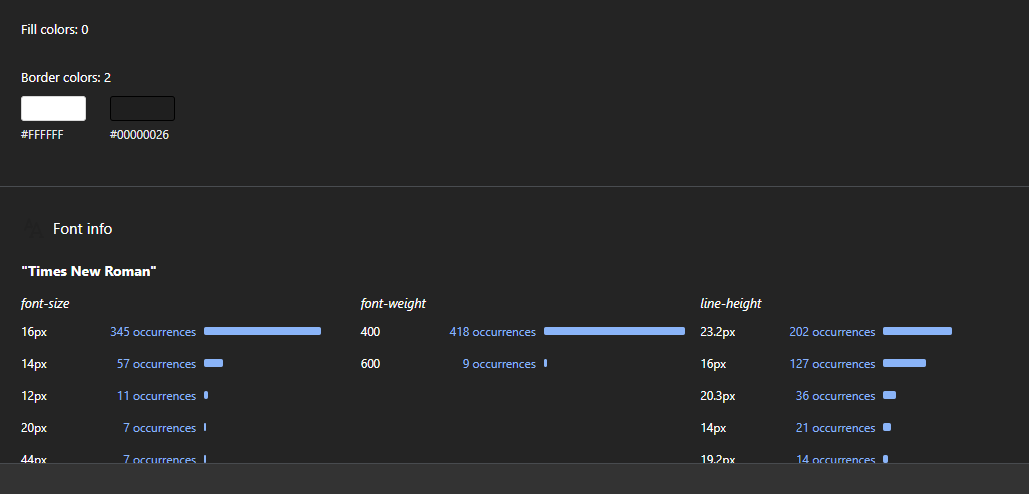 Fill colors: 0
Border colors: 2
#FFFFFF #00000026
Font info
"Times New Roman"
font-size font-weight line-height
16px 345 occurrences 400 418 occurrences 23.2px 202 occurrences
14px 57 occurrences 600 9 occurrences 16px 127 occurrences
12px 11 occurrences 20.3px 36 occurrences
20px 7 occurrences 14px 21 occurrences
44px 7 occurrences 19.2px 14 occurrences